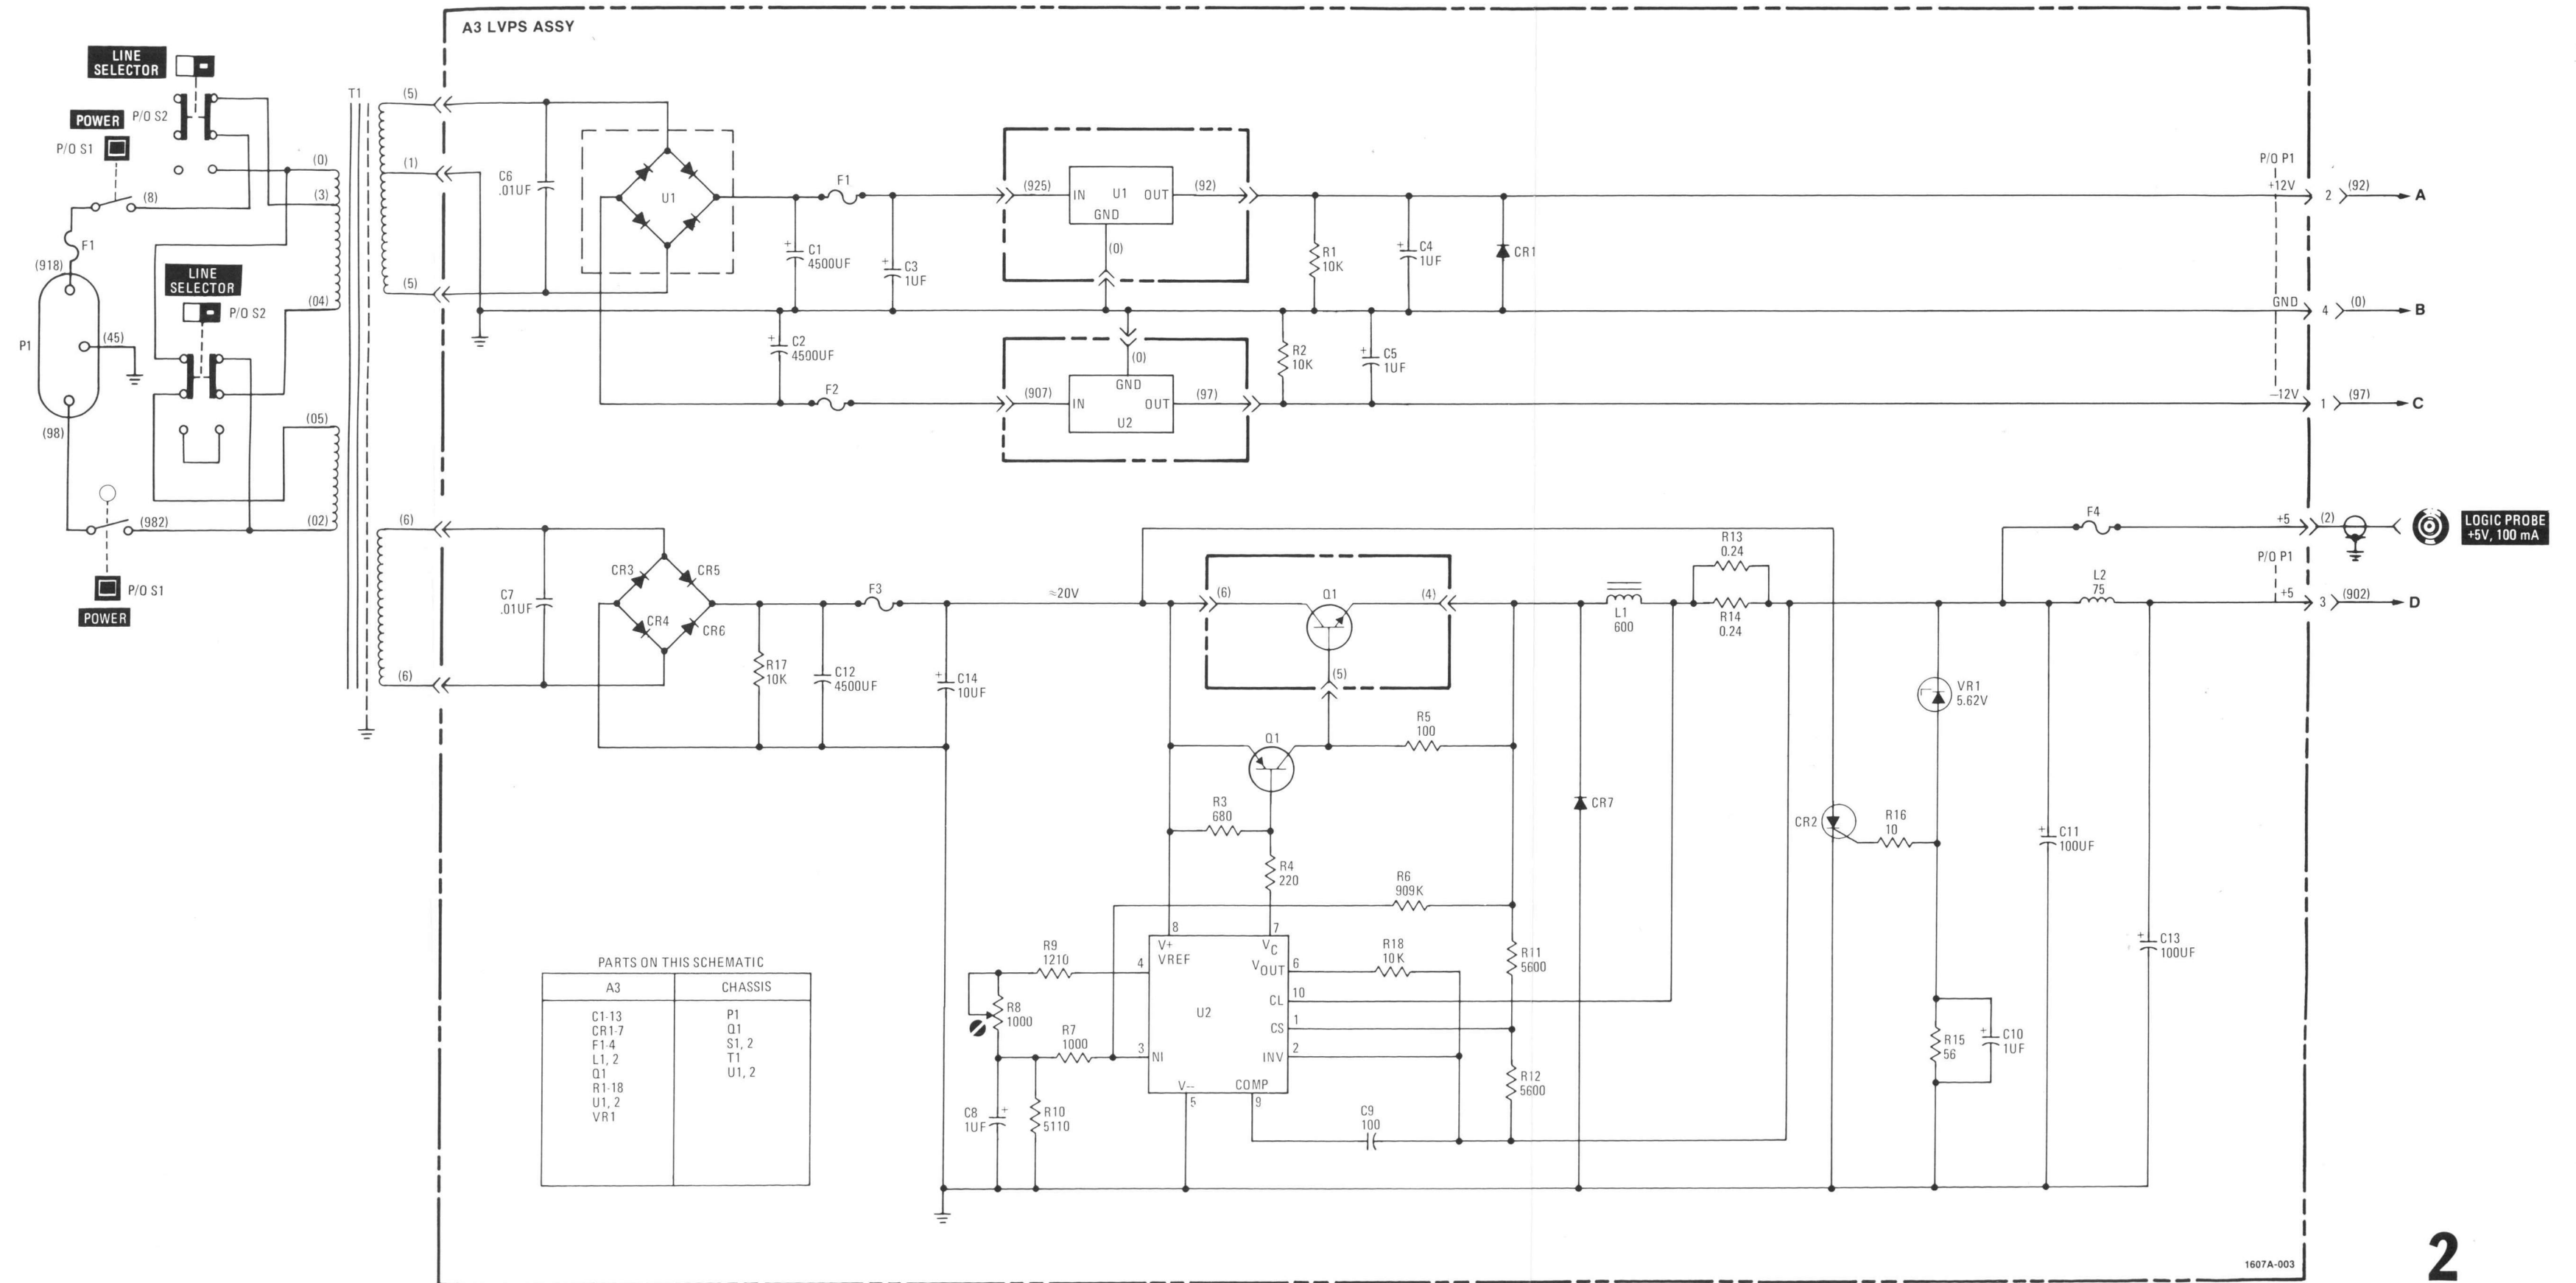 A3 LVPS ASSY
LINE
SELECTOR
POWER
P/O S2
P/O S1
(8)
F1
(918)
P1
(45)
(98)
LINE
SELECTOR
P/O S2
(0)
(3)
(04)
(05)
(02)
(982)
P/O S1
POWER
T1
(5)
(1)
(5)
(6)
(6)
C6
.01UF
U1
+
C1
4500UF
F1
+
C3
1UF
(925)
IN
U1
OUT
GND
(92)
(0)
R1
10K
+
C4
1UF
CR1
P/O P1
+12V
2
(92)
A
GND
4
(0)
B
+
C2
4500UF
F2
(907)
(0)
GND
IN
OUT
U2
(97)
R2
10K
+
C5
1UF
−12V
1
(97)
C
C7
.01UF
CR3
CR5
CR4
CR6
R17
10K
C12
4500UF
F3
+
C14
10UF
≈20V
(6)
Q1
(4)
(5)
Q1
R5
100
R3
680
R4
220
R6
909K
L1
600
R13
0.24
R14
0.24
CR7
CR2
R16
10
VR1
5.62V
F4
+5
(2)
LOGIC PROBE
+5V, 100 mA
P/O P1
L2
75
+5
3
(902)
D
+
C11
100UF
+
C13
100UF
R15
56
+
C10
1UF
R9
1210
R8
1000
R7
1000
C8
1UF
+
R10
5110
8
V+
7
VC
4
VREF
VOUT
6
R18
10K
CL
10
U2
CS
1
3
NI
INV
2
V--
5
COMP
9
C9
100
R11
5600
R12
5600
PARTS ON THIS SCHEMATIC
A3
CHASSIS
C1-13
CR1-7
F1-4
L1, 2
Q1
R1-18
U1, 2
VR1
P1
Q1
S1, 2
T1
U1, 2
1607A-003
2